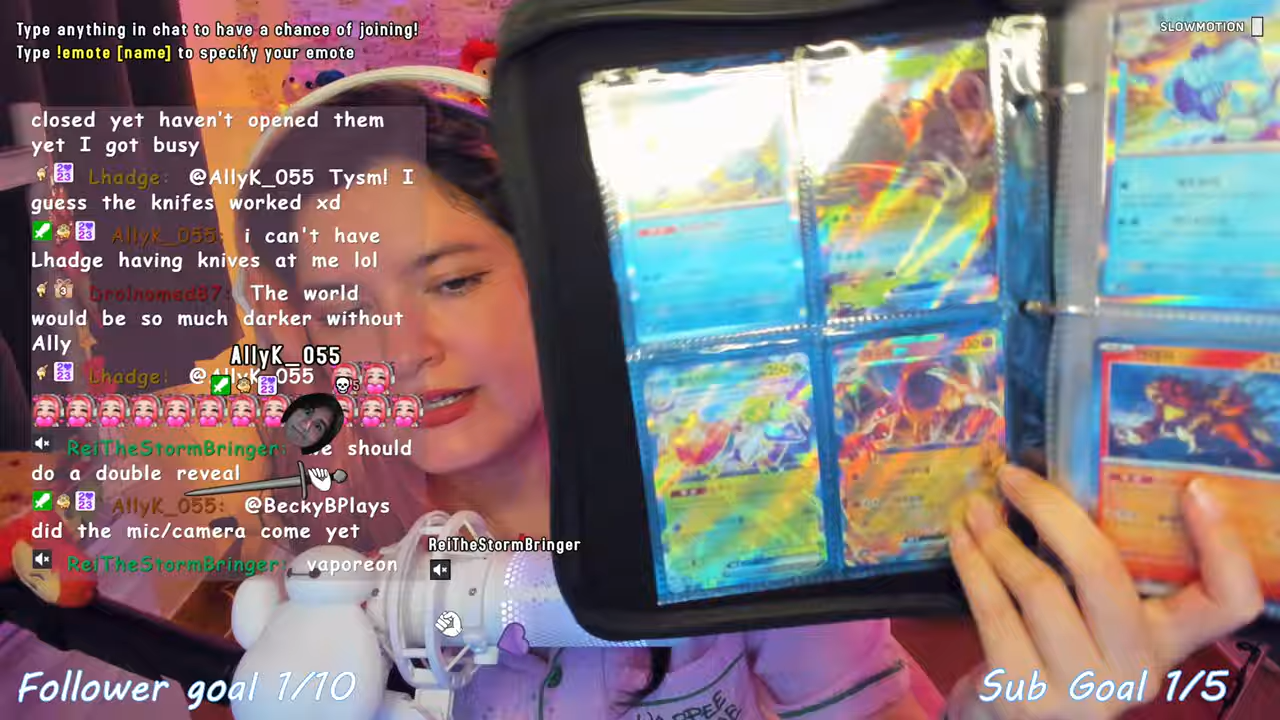 Type anything in chat to have a chance of joining!
Type !emote [name] to specify your emote
SLOWMOTION
closed yet haven't opened them
yet I got busy
Lhadge: @AllyK_055 Tysm! I
guess the knifes worked xd
AllyK_055: i can't have
Lhadge having knives at me lol
The world
would be so much darker without
Ally
AllyK_055
Lhadge: @AllyK_055
ReiTheStormBringer: should
do a double reveal
AllyK_055: @BeckyBPlays
did the mic/camera come yet
ReiTheStormBringer
ReiTheStormBringer: vaporeon
Follower goal 1/10
Sub Goal 1/5